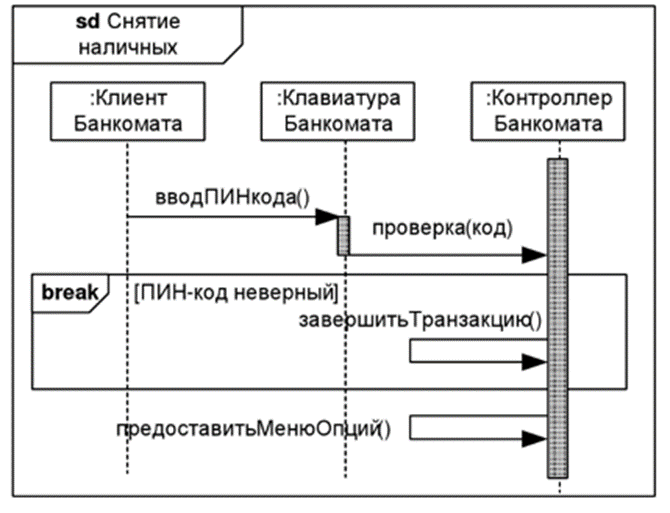 sd Снятие
наличных
:Клиент
Банкомата
:Клавиатура
Банкомата
:Контроллер
Банкомата
вводПИНкода()
проверка(код)
break
[ПИН-код неверный]
завершитьТранзакцию()
предоставитьМенюОпций()